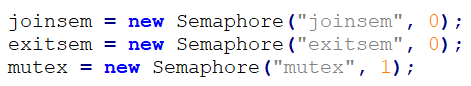 joinsem = new Semaphore("joinsem", 0);
exitsem = new Semaphore("exitsem", 0);
mutex = new Semaphore("mutex", 1);